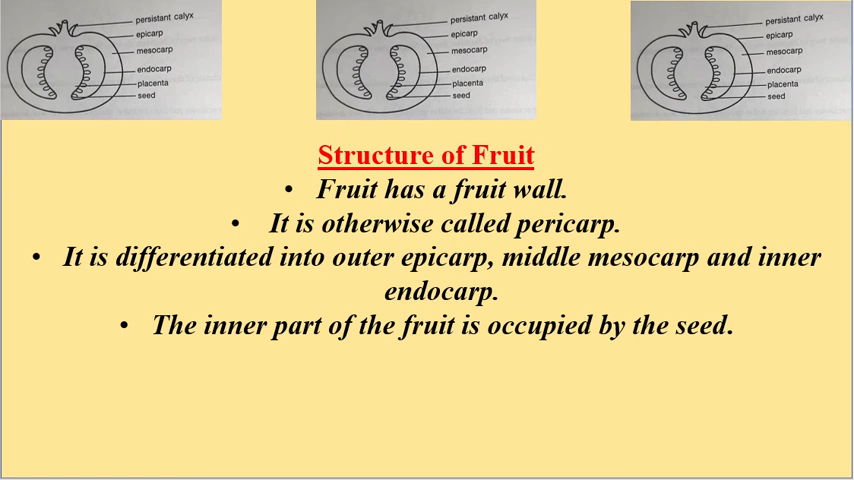 persistant calyx
epicarp
mesocarp
endocarp
placenta
seed
persistant calyx
epicarp
mesocarp
endocarp
placenta
seed
persistant calyx
epicarp
mesocarp
endocarp
placenta
seed
Structure of Fruit
• Fruit has a fruit wall.
• It is otherwise called pericarp.
• It is differentiated into outer epicarp, middle mesocarp and inner
endocarp.
• The inner part of the fruit is occupied by the seed.